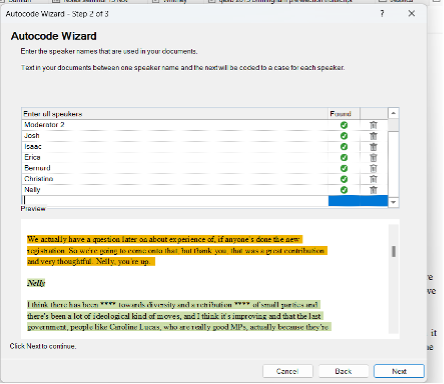 Autocode Wizard - Step 2 of 3
Autocode Wizard
Enter the speaker names that are used in your documents.
Text in your documents between one speaker name and the next will be coded to a case for each speaker.
Enter all speakers Found
Moderator 2
Josh
Isaac
Erica
Bernard
Christina
Nelly
Preview
We actually have a question later on about experience of, if anyone's done the new
registration. So we're going to come onto that, but thank you, that was a great contribution
and very thoughtful. Nelly, you're up.
Nelly
I think there has been **** towards diversity and a retribution **** of small parties and
there's been a lot of ideological kind of moves, and I think it's improving and that the last
government, people like Caroline Lucas, who are really good MPs, actually because they're
Click Next to continue.
Cancel Back Next